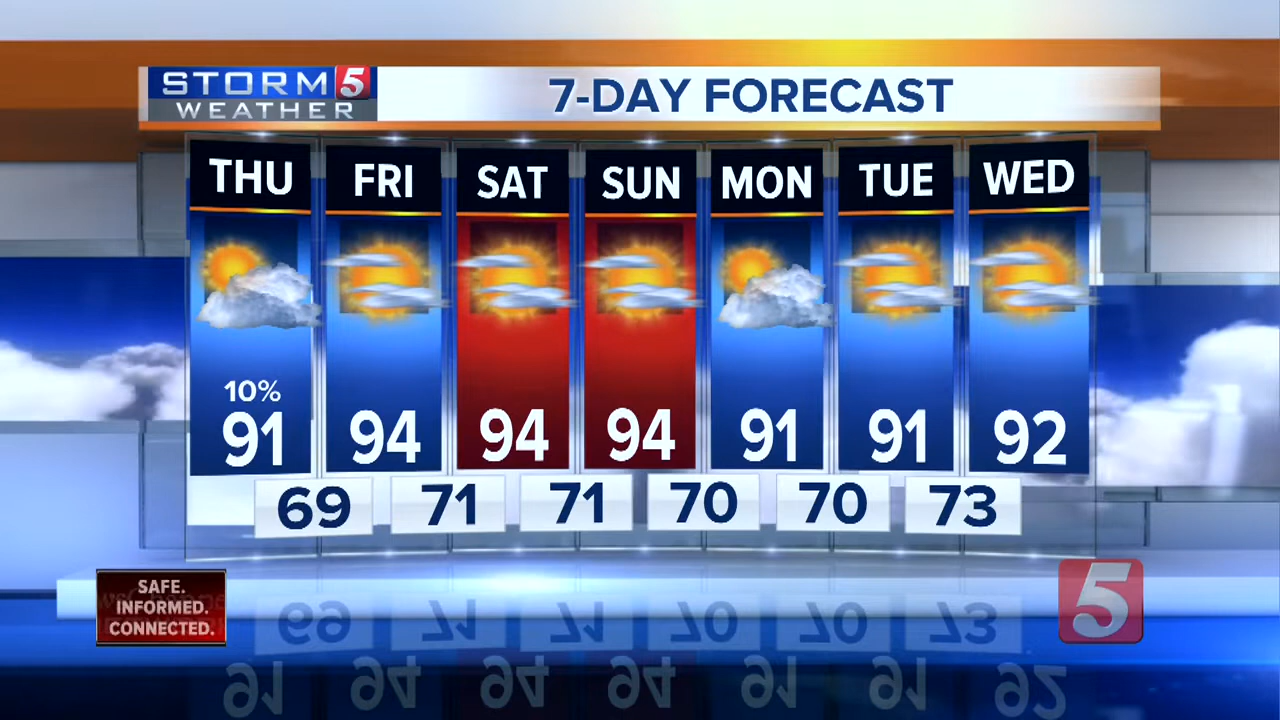 STORM 5
WEATHER
7-DAY FORECAST
THU FRI SAT SUN MON TUE WED
10%
91 94 94 94 91 91 92
69 71 71 70 70 73
SAFE.
INFORMED.
CONNECTED.
5